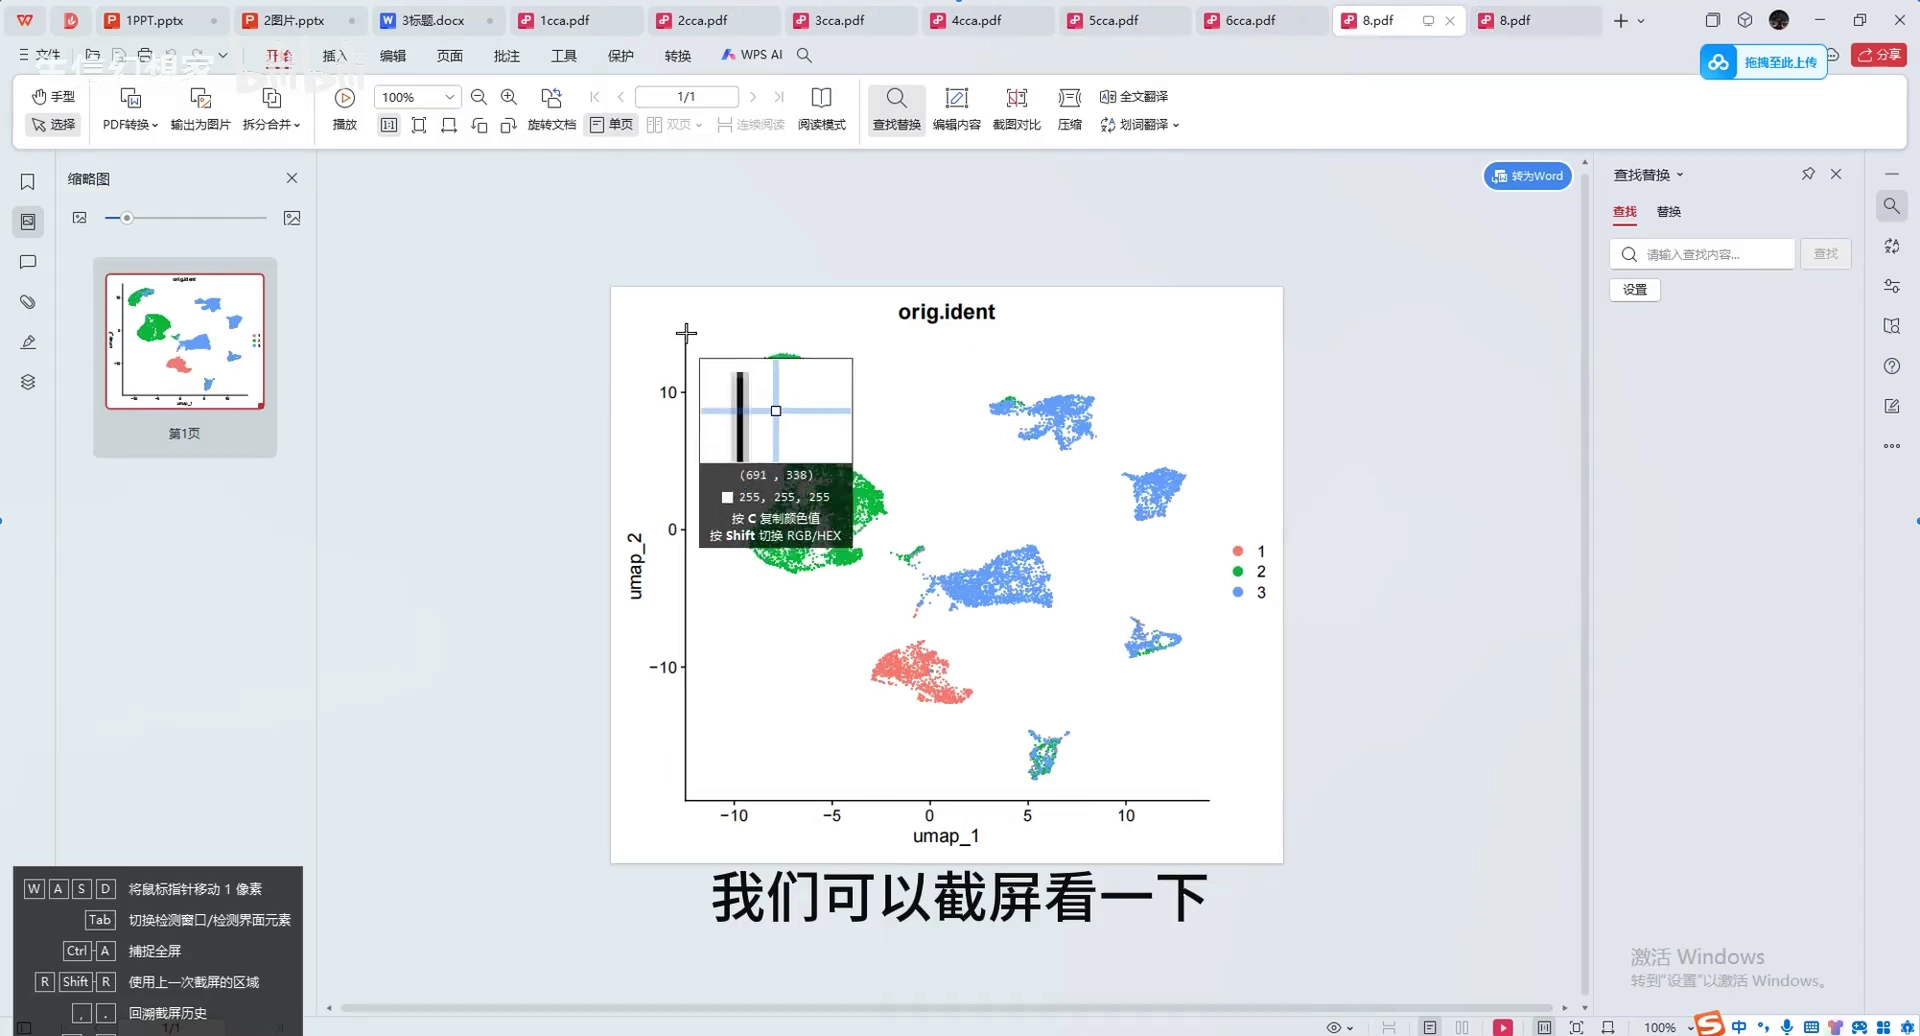 1PPT.pptx
2图片.pptx
3标题.docx
1cca.pdf
2cca.pdf
3cca.pdf
4cca.pdf
5cca.pdf
6cca.pdf
8.pdf
8.pdf
文件
开始
插入
编辑
页面
批注
工具
保护
转换
WPS AI
拖拽至此上传
分享
生信幻想家
bilibili
手型
选择
PDF转换
输出为图片
拆分合并
播放
100%
旋转文档
1/1
单页
双页
连续阅读
阅读模式
查找替换
编辑内容
截图对比
压缩
全文翻译
划词翻译
缩略图
第1页
转为Word
查找替换
查找
替换
请输入查找内容...
查找
设置
orig.ident
10
0
−10
umap_2
(691 , 338)
255, 255, 255
按 C 复制颜色值
按 Shift 切换 RGB/HEX
1
2
3
−10
−5
0
5
10
umap_1
我们可以截屏看一下
W A S D 将鼠标指针移动 1 像素
Tab 切换检测窗口/检测界面元素
Ctrl A 捕捉全屏
R Shift R 使用上一次截屏的区域
, . 回溯截屏历史
1/1
激活 Windows
转到“设置”以激活 Windows。
100%
中